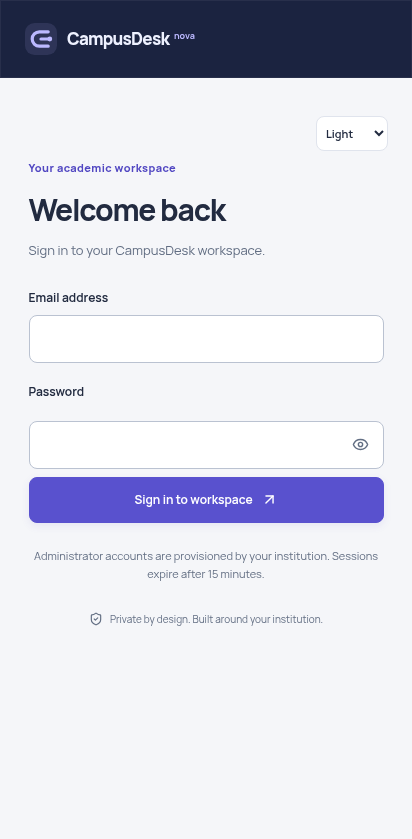 CampusDesk nova
Light
Your academic workspace
Welcome back
Sign in to your CampusDesk workspace.
Email address
Password
Sign in to workspace
Administrator accounts are provisioned by your institution. Sessions
expire after 15 minutes.
Private by design. Built around your institution.